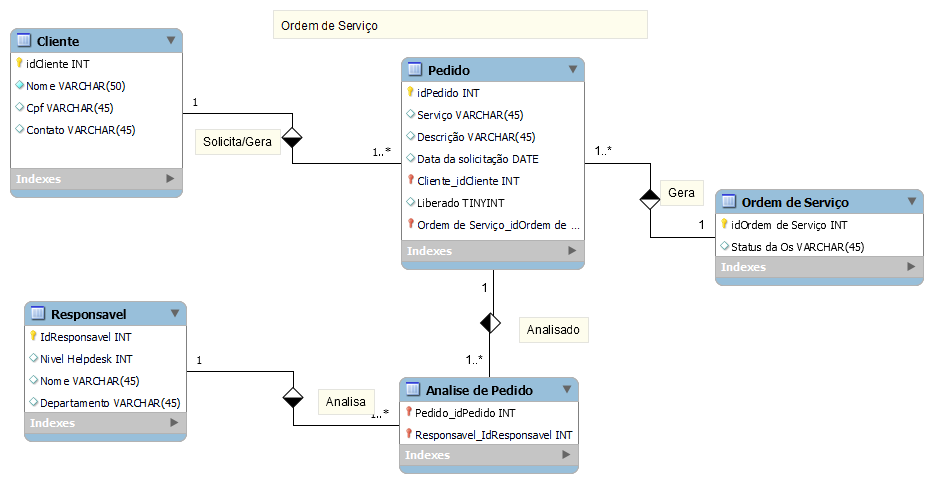 Ordem de Serviço
Cliente
idCliente INT
Nome VARCHAR(50)
Cpf VARCHAR(45)
Contato VARCHAR(45)
Indexes
1
Solicita/Gera
1..*
Pedido
idPedido INT
Serviço VARCHAR(45)
Descrição VARCHAR(45)
Data da solicitação DATE
Cliente_idCliente INT
Liberado TINYINT
Ordem de Serviço_idOrdem de ...
Indexes
1..*
Gera
1
Ordem de Serviço
idOrdem de Serviço INT
Status da Os VARCHAR(45)
Indexes
1
Analisado
1..*
Responsavel
IdResponsavel INT
Nivel Helpdesk INT
Nome VARCHAR(45)
Departamento VARCHAR(45)
Indexes
1
Analisa
1..*
Analise de Pedido
Pedido_idPedido INT
Responsavel_IdResponsavel INT
Indexes